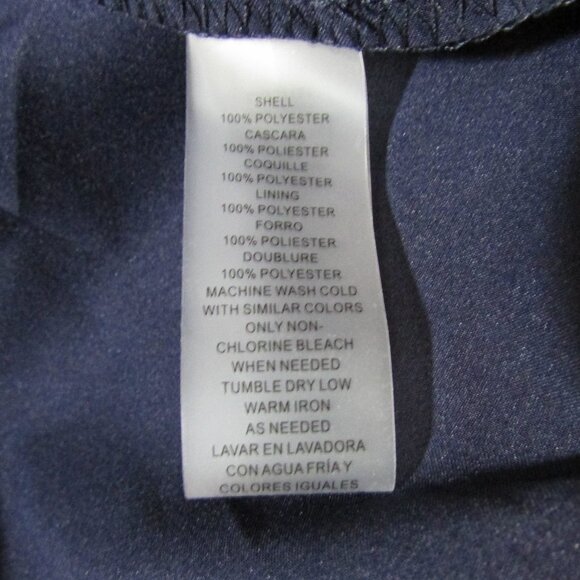 SHELL
100% POLYESTER
CASCARA
100% POLIESTER
COQUILLE
100% POLYESTER
LINING
100% POLYESTER
FORRO
100% POLIESTER
DOUBLURE
100% POLYESTER
MACHINE WASH COLD
WITH SIMILAR COLORS
ONLY NON-
CHLORINE BLEACH
WHEN NEEDED
TUMBLE DRY LOW
WARM IRON
AS NEEDED
LAVAR EN LAVADORA
CON AGUA FRÍA Y
COLORES IGUALES